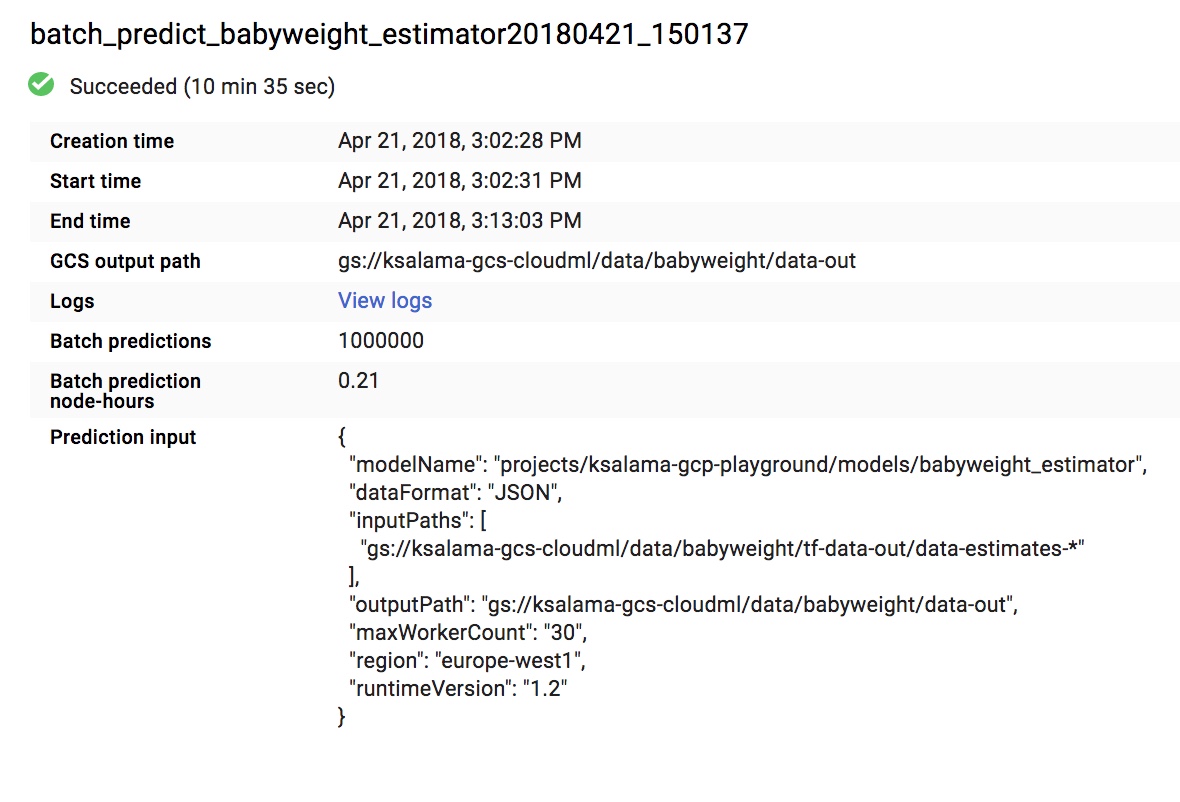 batch_predict_babyweight_estimator20180421_150137
Succeeded (10 min 35 sec)
Creation time Apr 21, 2018, 3:02:28 PM
Start time Apr 21, 2018, 3:02:31 PM
End time Apr 21, 2018, 3:13:03 PM
GCS output path gs://ksalama-gcs-cloudml/data/babyweight/data-out
Logs View logs
Batch predictions 1000000
Batch prediction 0.21
node-hours
Prediction input {
"modelName": "projects/ksalama-gcp-playground/models/babyweight_estimator",
"dataFormat": "JSON",
"inputPaths": [
"gs://ksalama-gcs-cloudml/data/babyweight/tf-data-out/data-estimates-*"
],
"outputPath": "gs://ksalama-gcs-cloudml/data/babyweight/data-out",
"maxWorkerCount": "30",
"region": "europe-west1",
"runtimeVersion": "1.2"
}